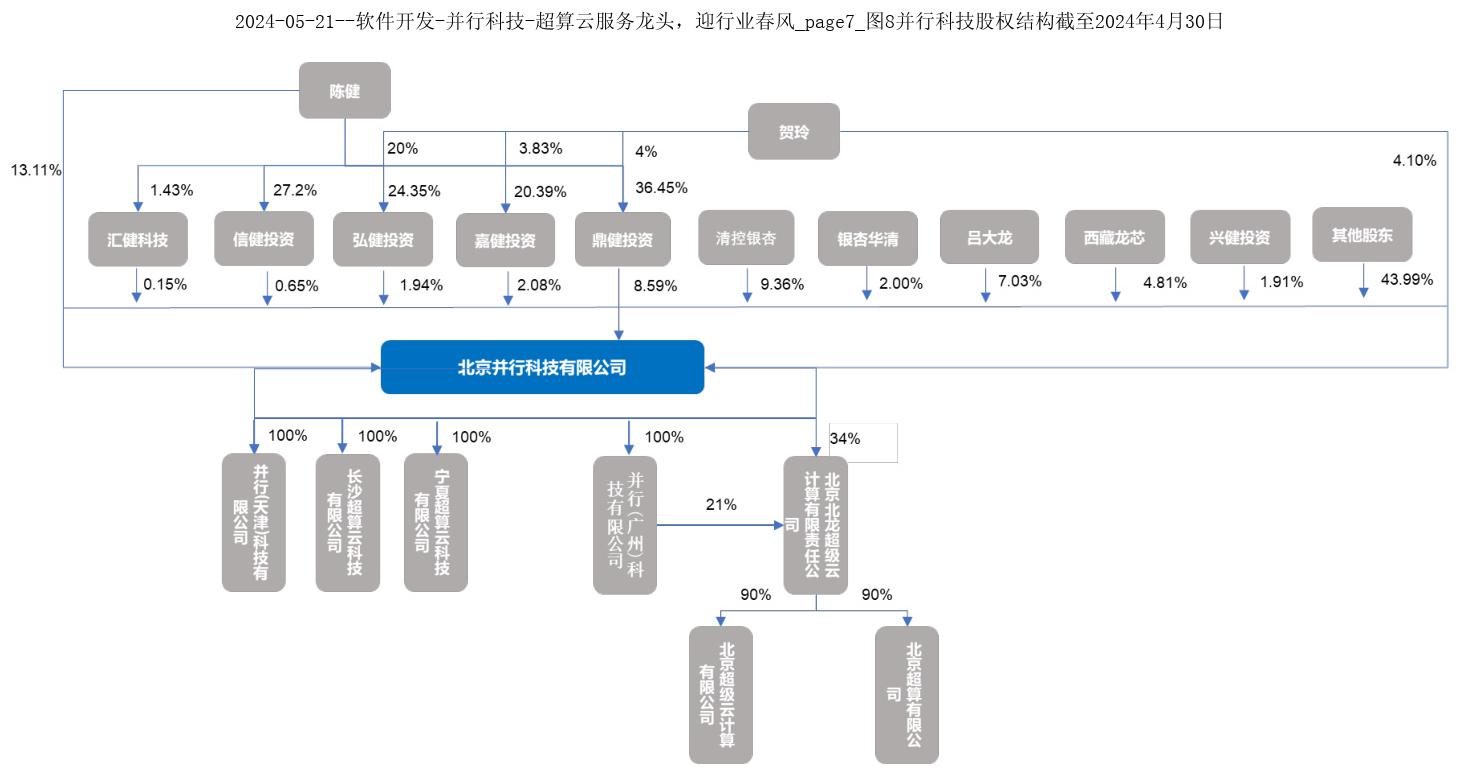 2024-05-21--软件开发-并行科技-超算云服务龙头，迎行业春风_page7_图8并行科技股权结构截至2024年4月30日
陈健
贺玲
20%
3.83%
4%
13.11%
4.10%
1.43%
27.2%
24.35%
20.39%
36.45%
汇健科技
信健投资
弘健投资
嘉健投资
鼎健投资
清控银杏
银杏华清
吕大龙
西藏龙芯
兴健投资
其他股东
0.15%
0.65%
1.94%
2.08%
8.59%
9.36%
2.00%
7.03%
4.81%
1.91%
43.99%
北京并行科技有限公司
100%
100%
100%
100%
34%
并行(天津)科技有
限公司
长沙超算云科技
有限公司
宁夏超算云科技
有限公司
并行（广州）科
技有限公司
21%
北京北龙超级云
计算有限责任公
司
90%
90%
北京超级云计算
有限公司
北京超算有限公
司